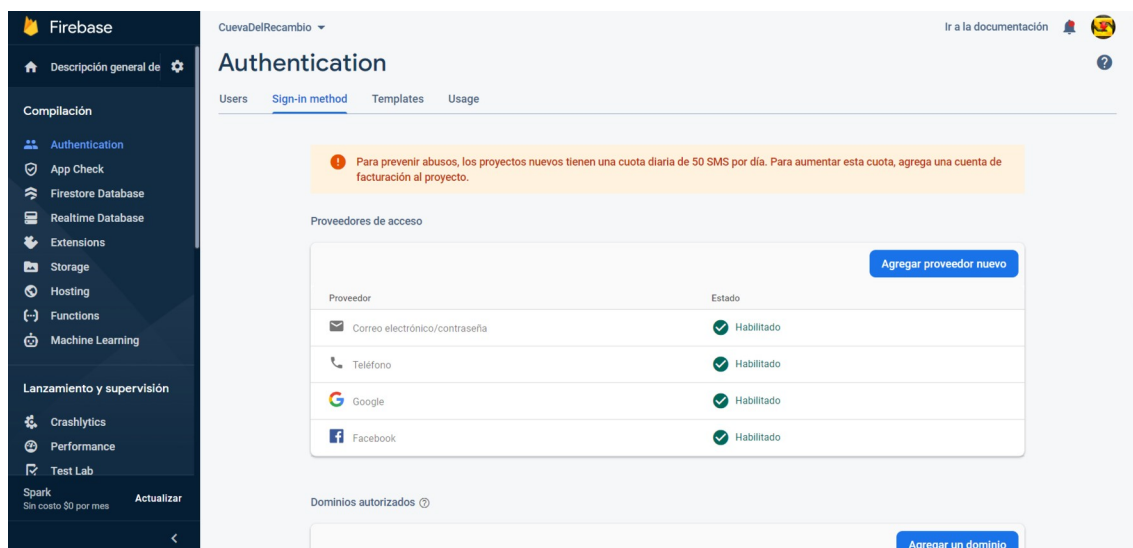 Firebase
CuevaDelRecambio
Ir a la documentación
Descripción general de
Authentication
Users Sign-in method Templates Usage
Compilación
Authentication
App Check
Firestore Database
Realtime Database
Extensions
Storage
Hosting
Functions
Machine Learning
Lanzamiento y supervisión
Crashlytics
Performance
Test Lab
Spark
Sin costo $0 por mes
Actualizar
Para prevenir abusos, los proyectos nuevos tienen una cuota diaria de 50 SMS por día. Para aumentar esta cuota, agrega una cuenta de
facturación al proyecto.
Proveedores de acceso
Agregar proveedor nuevo
Proveedor Estado
Correo electrónico/contraseña Habilitado
Teléfono Habilitado
Google Habilitado
Facebook Habilitado
Dominios autorizados
Agregar un dominio